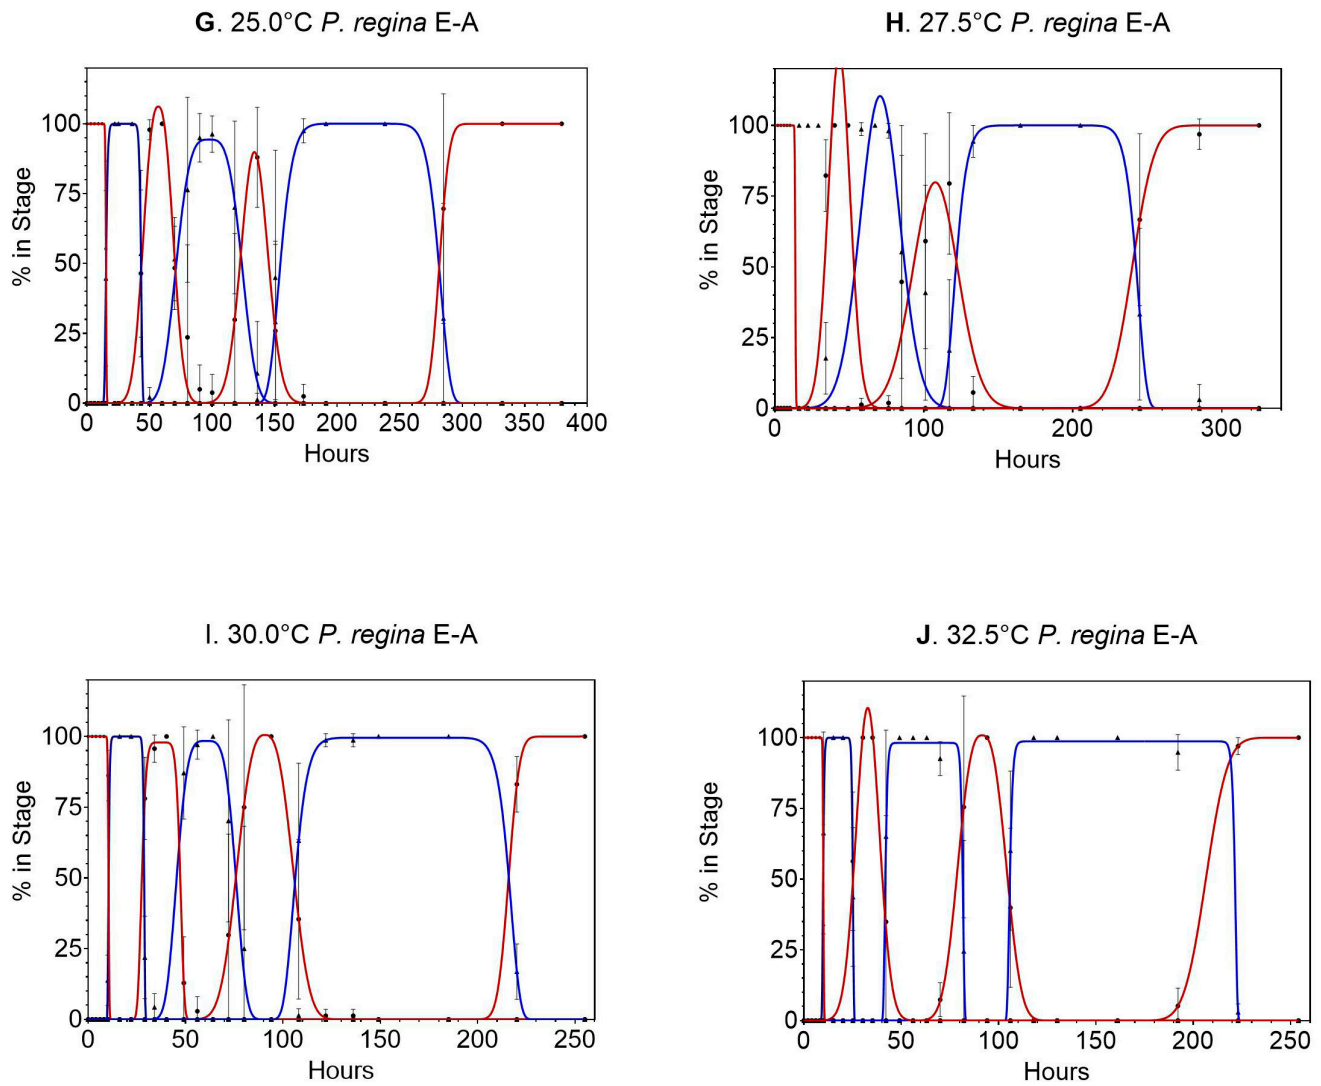 G. 25.0°C P. regina E-A
% in Stage
100
75
50
25
0
0 50 100 150 200 250 300 350 400
Hours
H. 27.5°C P. regina E-A
% in Stage
100
75
50
25
0
0 100 200 300
Hours
I. 30.0°C P. regina E-A
% in Stage
100
75
50
25
0
0 50 100 150 200 250
Hours
J. 32.5°C P. regina E-A
% in Stage
100
75
50
25
0
0 50 100 150 200 250
Hours